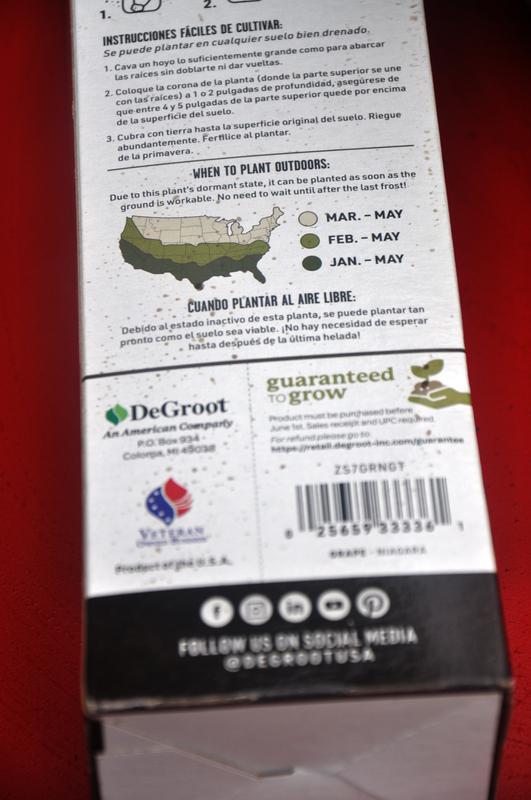 1.
2.
INSTRUCCIONES FÁCILES DE CULTIVAR:
Se puede plantar en cualquier suelo bien drenado.
1. Cava un hoyo lo suficientemente grande como para abarcar
las raíces sin doblarte ni dar vueltas.
2. Coloque la corona de la planta (donde la parte superior se une
con las raíces) a 1 o 2 pulgadas de profundidad, asegúrese de
que entre 4 y 5 pulgadas de la parte superior quede por encima
de la superficie del suelo.
3. Cubra con tierra hasta la superficie original del suelo. Riegue
abundantemente. Fertilice al plantar.
de la primavera.
WHEN TO PLANT OUTDOORS:
Due to this plant's dormant state, it can be planted as soon as the
ground is workable. No need to wait until after the last frost!
MAR. – MAY
FEB. – MAY
JAN. – MAY
CUANDO PLANTAR AL AIRE LIBRE:
Debido al estado inactivo de esta planta, se puede plantar tan
pronto como el suelo sea viable. ¡No hay necesidad de esperar
hasta después de la última helada!
DeGroot
An American Company
P.O. Box 934
Coloma, MI 49038
VETERAN
Product of the U.S.A.
guaranteed
TO grow
Product must be purchased before
June 1st. Sales receipt and UPC required.
For refund please go to:
https://retail.degroot-inc.com/guarantee
ZS7GRNGT
0 25659 33336 1
GRAPE - NIAGARA
FOLLOW US ON SOCIAL MEDIA
@DEGROOTUSA